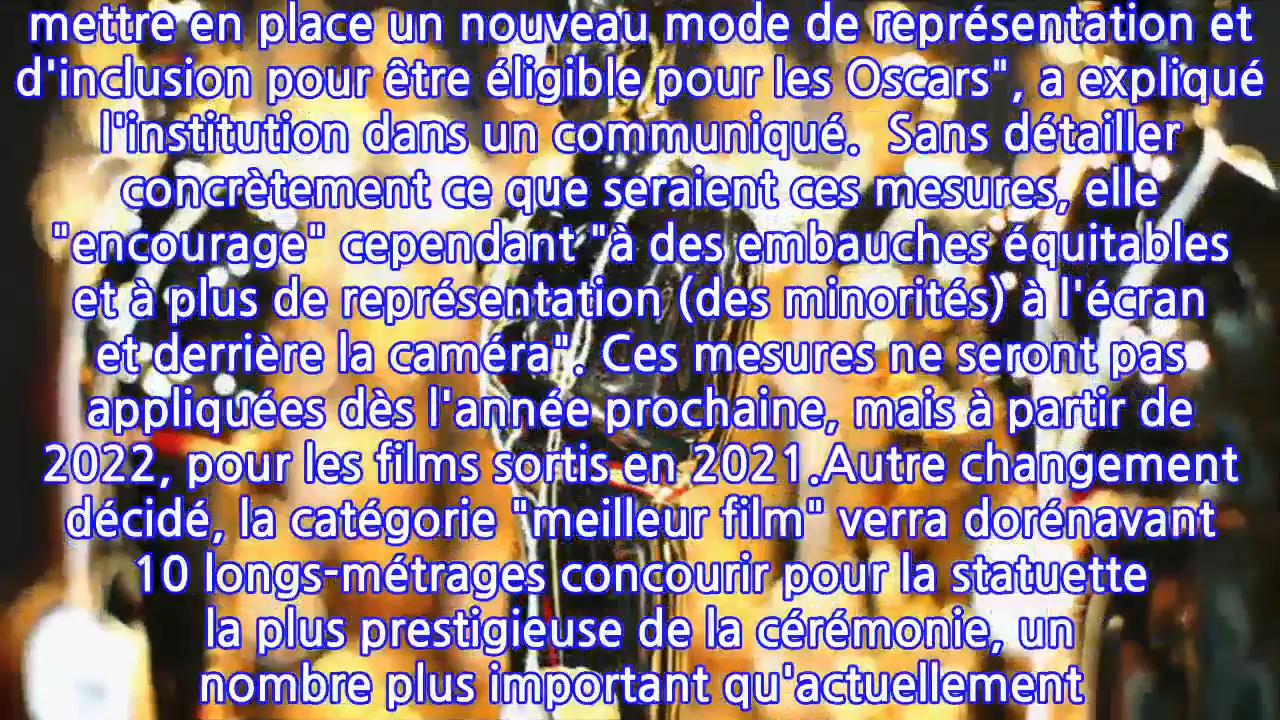 mettre en place un nouveau mode de représentation et
d'inclusion pour être éligible pour les Oscars" , a expliqué
l'institution dans un communiqué.  Sans détailler
concrètement ce que seraient ces mesures, elle
"encourage" cependant "à des embauches équitables
et à plus de représentation (des minorités) à l'écran
et derrière la caméra".  Ces mesures ne seront pas
appliquées dès l'année prochaine, mais à partir de
2022, pour les films sortis en 2021.Autre changement
décidé, la catégorie "meilleur film" verra dorénavant
10 longs-métrages concourir pour la statuette
la plus prestigieuse de la cérémonie, un
nombre plus important qu'actuellement